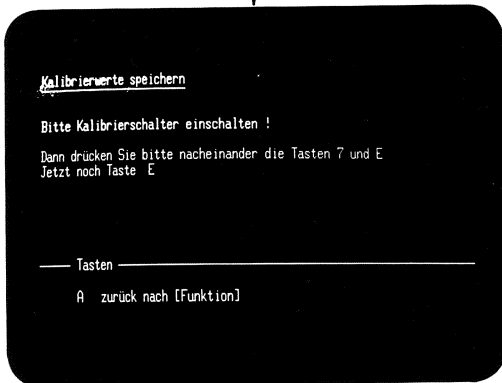 Kalibrierwerte speichern
Bitte Kalibrierschalter einschalten !
Dann drücken Sie bitte nacheinander die Tasten 7 und E
Jetzt noch Taste E
Tasten
A zurück nach [Funktion]